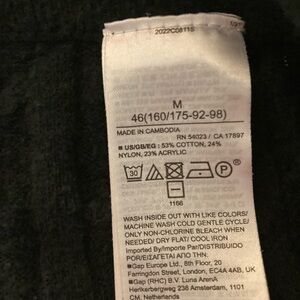 2022C0811S
M
46(160/175-92-98)
MADE IN CAMBODIA
RN 54023 / CA 17897
■ US/GB/EG : 53% COTTON, 24%
NYLON, 23% ACRYLIC
30
P
1166
WASH INSIDE OUT WITH LIKE COLORS/
MACHINE WASH COLD GENTLE CYCLE/
ONLY NON-CHLORINE BLEACH WHEN
NEEDED/ DRY FLAT/ COOL IRON
Imported By/Importe Par/DISTRIBUIDO
POR/ΕΙΣΑΓΕΤΑΙ ΑΠΟ Την
■Gap Europe Ltd., 8th Floor, 20
Farringdon Street, London, EC4A 4AB, UK
■Gap (RHC) B.V. Luna Arena,
Herikerbergweg 238 Amsterdam, 1101
CM, Netherlands